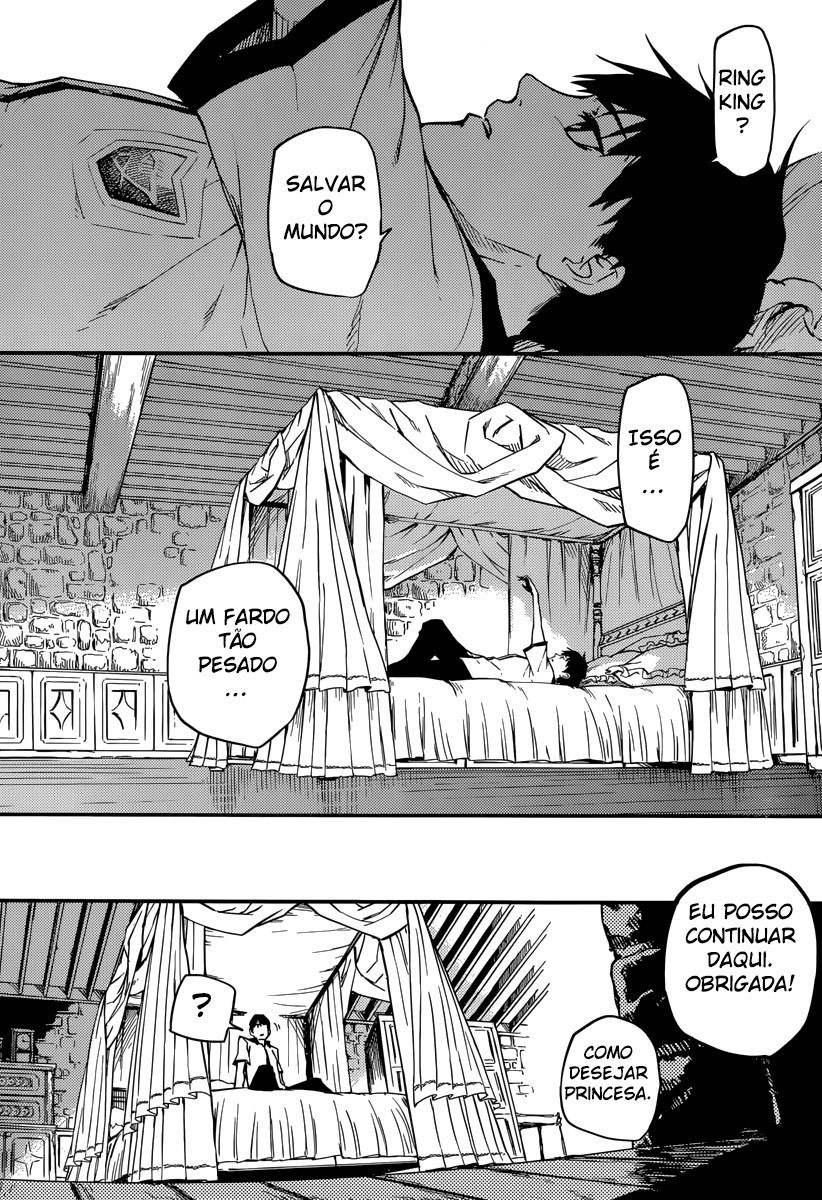 RING
KING
?
SALVAR
O
MUNDO?
ISSO
É
...
UM FARDO
TÃO
PESADO
...
EU POSSO
CONTINUAR
DAQUI.
OBRIGADA!
?
COMO
DESEJAR
PRINCESA.